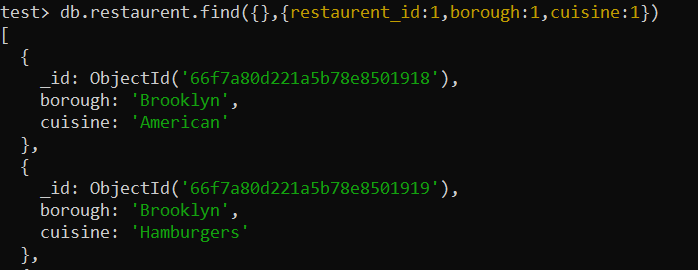 test> db.restaurent.find({},{restaurent_id:1,borough:1,cuisine:1})
[
  {
    _id: ObjectId('66f7a80d221a5b78e8501918'),
    borough: 'Brooklyn',
    cuisine: 'American'
  },
  {
    _id: ObjectId('66f7a80d221a5b78e8501919'),
    borough: 'Brooklyn',
    cuisine: 'Hamburgers'
  },